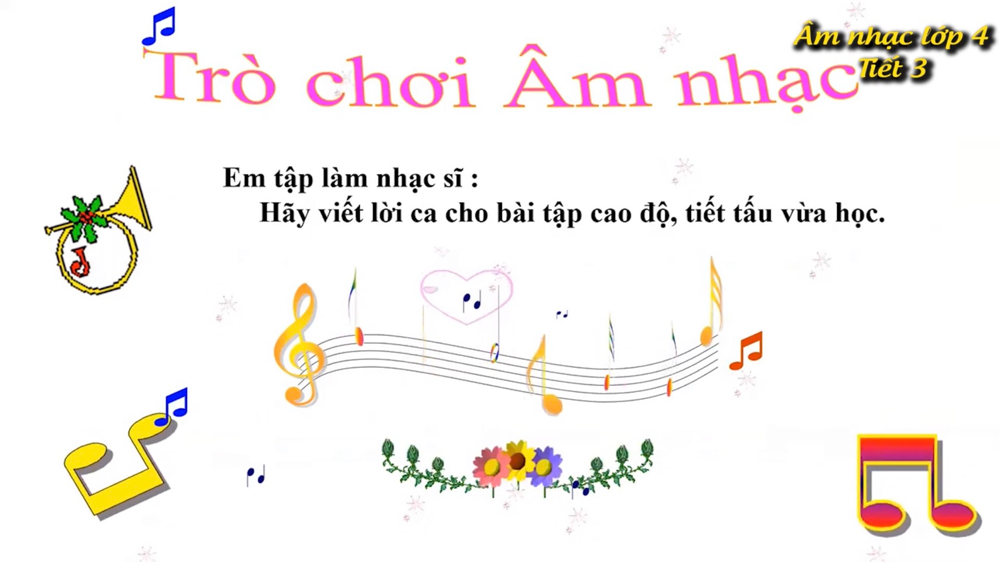 Âm nhạc lớp 4
Tiết 3
Trò chơi Âm nhạc
Em tập làm nhạc sĩ :
Hãy viết lời ca cho bài tập cao độ, tiết tấu vừa học.